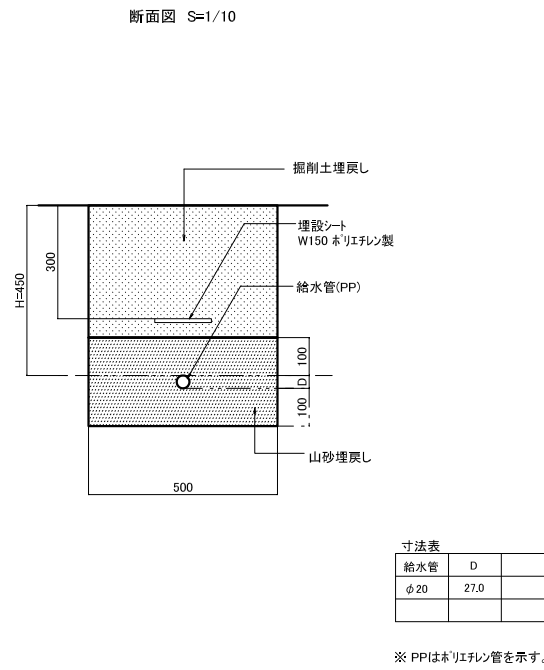 断面図 S=1/10
掘削土埋戻し
埋設シート
W150 ポリエチレン製
給水管(PP)
H=450
300
100
D
100
山砂埋戻し
500
寸法表
給水管 D
φ20 27.0
※ PPはポリエチレン管を示す。